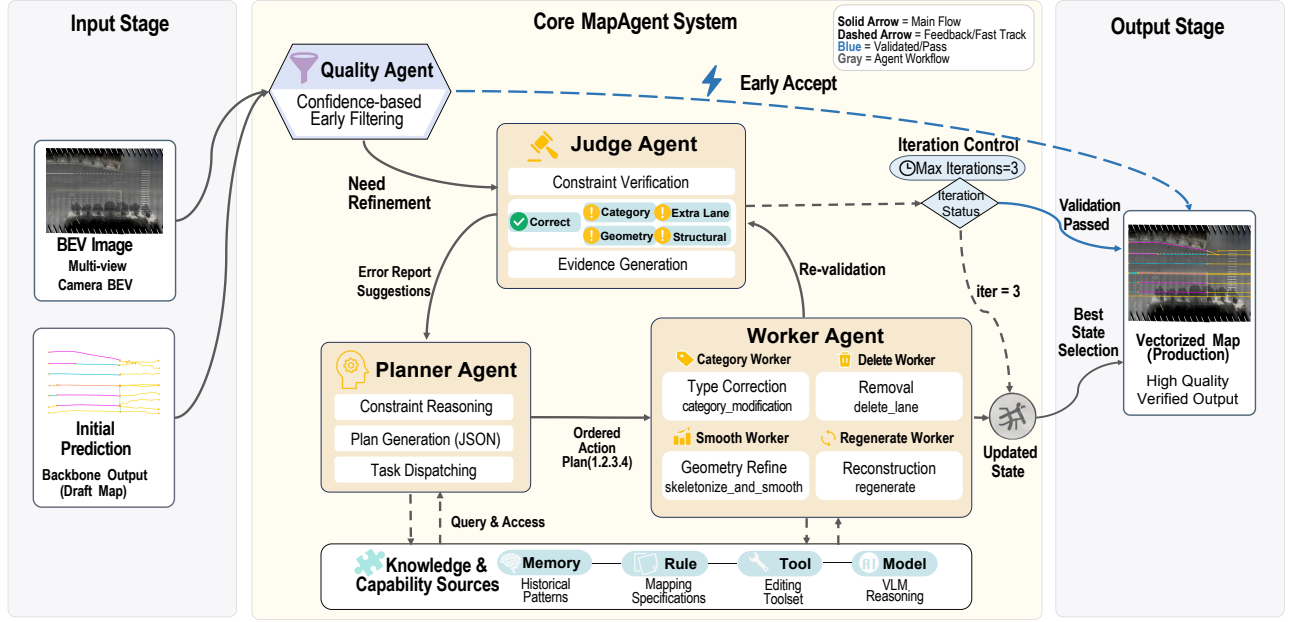 Input Stage
Core MapAgent System
Output Stage
Solid Arrow = Main Flow
Dashed Arrow = Feedback/Fast Track
Blue = Validated/Pass
Gray = Agent Workflow
Quality Agent
Confidence-based
Early Filtering
Early Accept
BEV Image
Multi-view
Camera BEV
Initial
Prediction
Backbone Output
(Draft Map)
Need
Refinement
Judge Agent
Constraint Verification
Correct
Category
Extra Lane
Geometry
Structural
Evidence Generation
Iteration Control
Max Iterations=3
Iteration
Status
Validation
Passed
Error Report
Suggestions
Re-validation
iter = 3
Best
State
Selection
Vectorized Map
(Production)
High Quality
Verified Output
Planner Agent
Constraint Reasoning
Plan Generation (JSON)
Task Dispatching
Ordered
Action
Plan(1.2.3.4)
Worker Agent
Category Worker
Type Correction
category_modification
Delete Worker
Removal
delete_lane
Smooth Worker
Geometry Refine
skeletonize_and_smooth
Regenerate Worker
Reconstruction
regenerate
Updated
State
Query & Access
Knowledge &
Capability Sources
Memory
Historical
Patterns
Rule
Mapping
Specifications
Tool
Editing
Toolset
Model
VLM
Reasoning